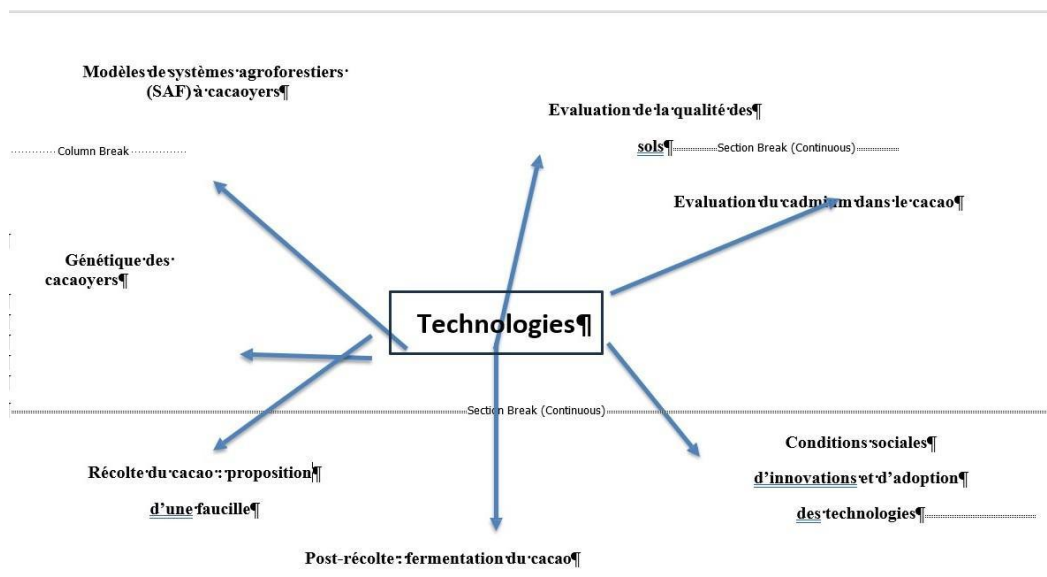 Modèles de systèmes agroforestiers
(SAF) à cacaoyers¶
Column Break
Evaluation de la qualité des¶
sols¶ Section Break (Continuous)
Evaluation du cadmium dans le cacao¶
Génétique des
cacaoyers¶
Technologies¶
Section Break (Continuous)
Récolte du cacao : proposition¶
d’une faucille¶
Conditions sociales¶
d’innovations et d’adoption¶
des technologies¶
Post-récolte : fermentation du cacao¶